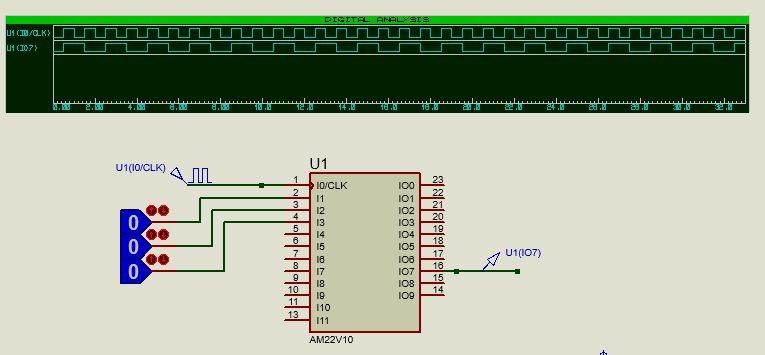 DIGITAL ANALYSIS
U1(I0/CLK)
U1(IO7)
0.00 2.00 4.00 6.00 8.00 10.0 12.0 14.0 16.0 18.0 20.0 22.0 24.0 26.0 28.0 30.0 32.0
U1
U1(I0/CLK)
1 I0/CLK IO0 23
2 I1 IO1 22
3 I2 IO2 21
4 I3 IO3 20
5 I4 IO4 19
6 I5 IO5 18
7 I6 IO6 17
8 I7 IO7 16
9 I8 IO8 15
10 I9 IO9 14
11 I10
13 I11
0
0
0
U1(IO7)
AM22V10